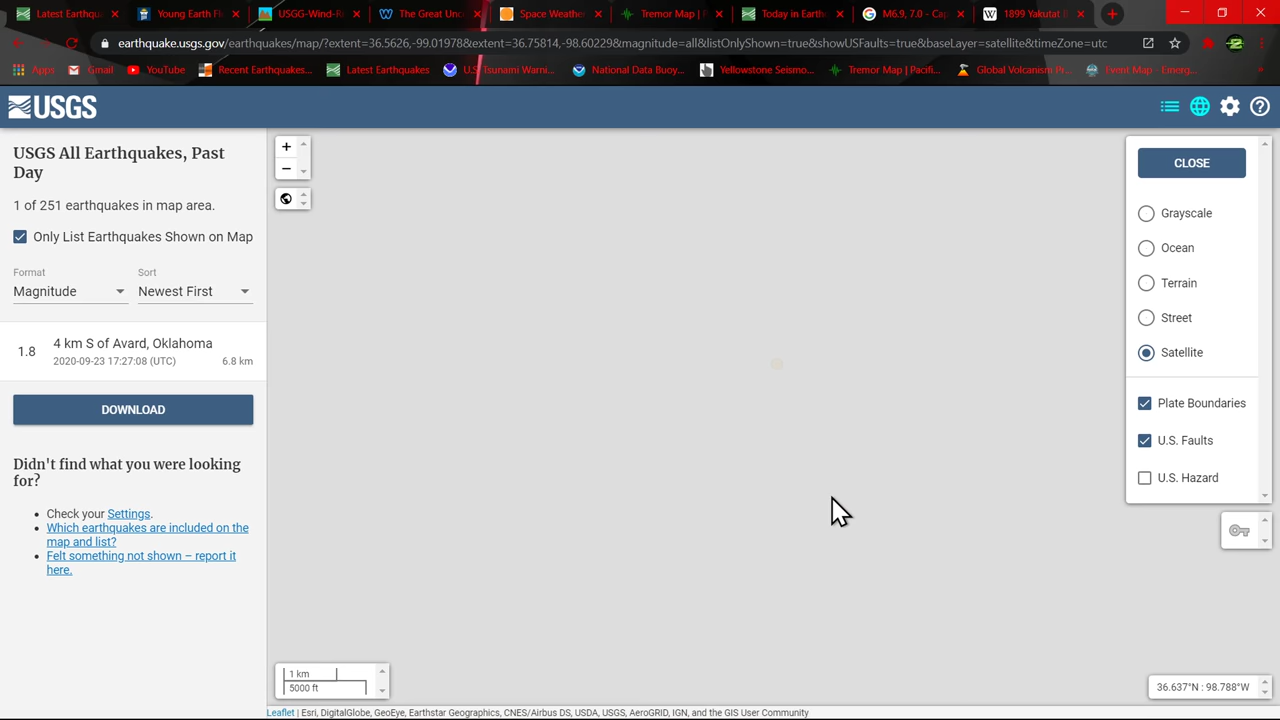 Latest Earthqu
Young Earth Fl
USGG-Wind-R
The Great Unc
Space Weathe
Tremor Map | P
Today in Earth
M6.9, 7.0 - Cap
1899 Yakutat B
earthquake.usgs.gov/earthquakes/map/?extent=36.5626,-99.01978&extent=36.75814,-98.60229&magnitude=all&listOnlyShown=true&showUSFaults=true&baseLayer=satellite&timeZone=utc
Apps
Gmail
YouTube
Recent Earthquakes...
Latest Earthquakes
U.S. Tsunami Warni...
National Data Buoy...
Yellowstone Seismo...
Tremor Map | Pacifi...
Global Volcanism Pr...
Event Map - Emerg...
USGS
USGS All Earthquakes, Past
Day
1 of 251 earthquakes in map area.
Only List Earthquakes Shown on Map
Format
Sort
Magnitude
Newest First
1.8
4 km S of Avard, Oklahoma
2020-09-23 17:27:08 (UTC)
6.8 km
DOWNLOAD
Didn't find what you were looking
for?
Check your Settings.
Which earthquakes are included on the
map and list?
Felt something not shown – report it
here.
+
−
CLOSE
Grayscale
Ocean
Terrain
Street
Satellite
Plate Boundaries
U.S. Faults
U.S. Hazard
1 km
5000 ft
36.637°N : 98.788°W
Leaflet | Esri, DigitalGlobe, GeoEye, Earthstar Geographics, CNES/Airbus DS, USDA, USGS, AeroGRID, IGN, and the GIS User Community